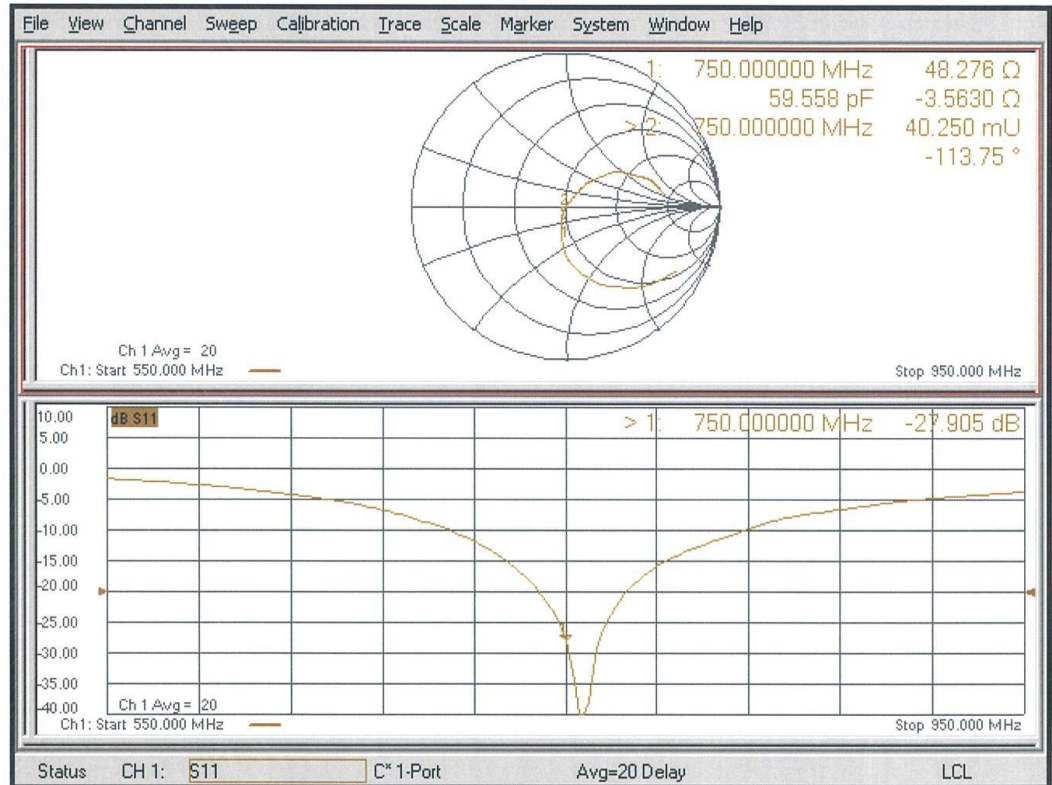 File View Channel Sweep Calibration Trace Scale Marker System Window Help
1: 750.000000 MHz 48.276 Ω
59.558 pF -3.5630 Ω
> 2: 750.000000 MHz 40.250 mU
-113.75 °
Ch 1 Avg = 20
Ch1: Start 550.000 MHz
Stop 950.000 MHz
10.00
dB S11
> 1: 750.000000 MHz -27.905 dB
5.00
0.00
-5.00
-10.00
-15.00
-20.00
-25.00
-30.00
-35.00
-40.00
Ch 1 Avg = 20
Ch1: Start 550.000 MHz
Stop 950.000 MHz
Status CH 1: S11 C* 1-Port Avg=20 Delay LCL